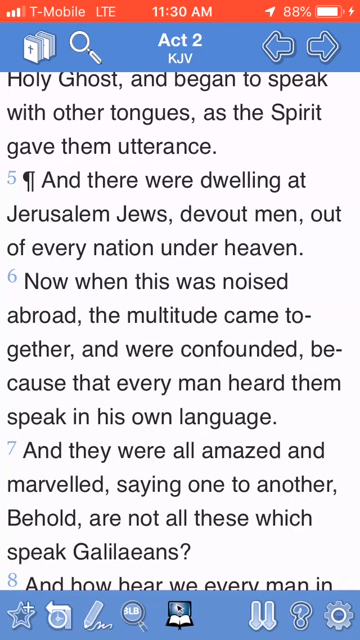 T-Mobile LTE 11:30 AM 88%
Act 2
KJV
Holy Ghost, and began to speak
with other tongues, as the Spirit
gave them utterance.
5 ¶ And there were dwelling at
Jerusalem Jews, devout men, out
of every nation under heaven.
6 Now when this was noised
abroad, the multitude came to-
gether, and were confounded, be-
cause that every man heard them
speak in his own language.
7 And they were all amazed and
marvelled, saying one to another,
Behold, are not all these which
speak Galilaeans?
8 And how hear we every man in
BLB